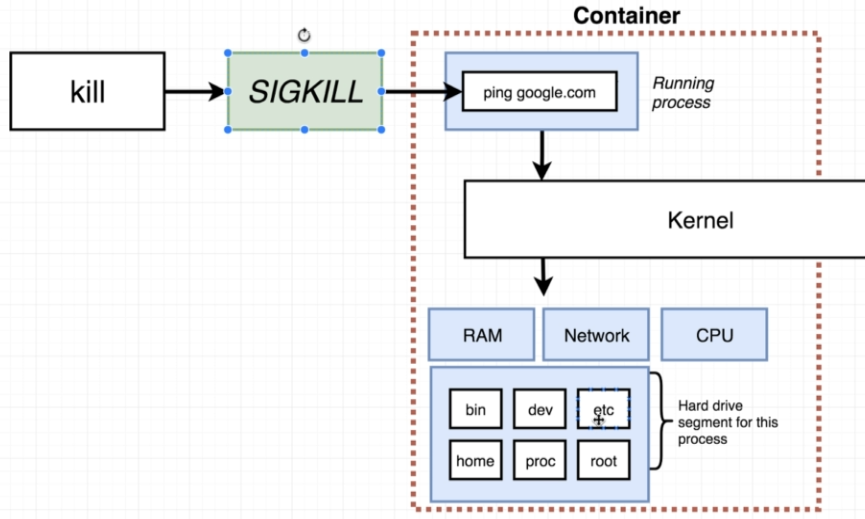 Container
kill
SIGKILL
ping google.com
Running
process
Kernel
RAM
Network
CPU
bin
dev
etc
home
proc
root
Hard drive
segment for this
process